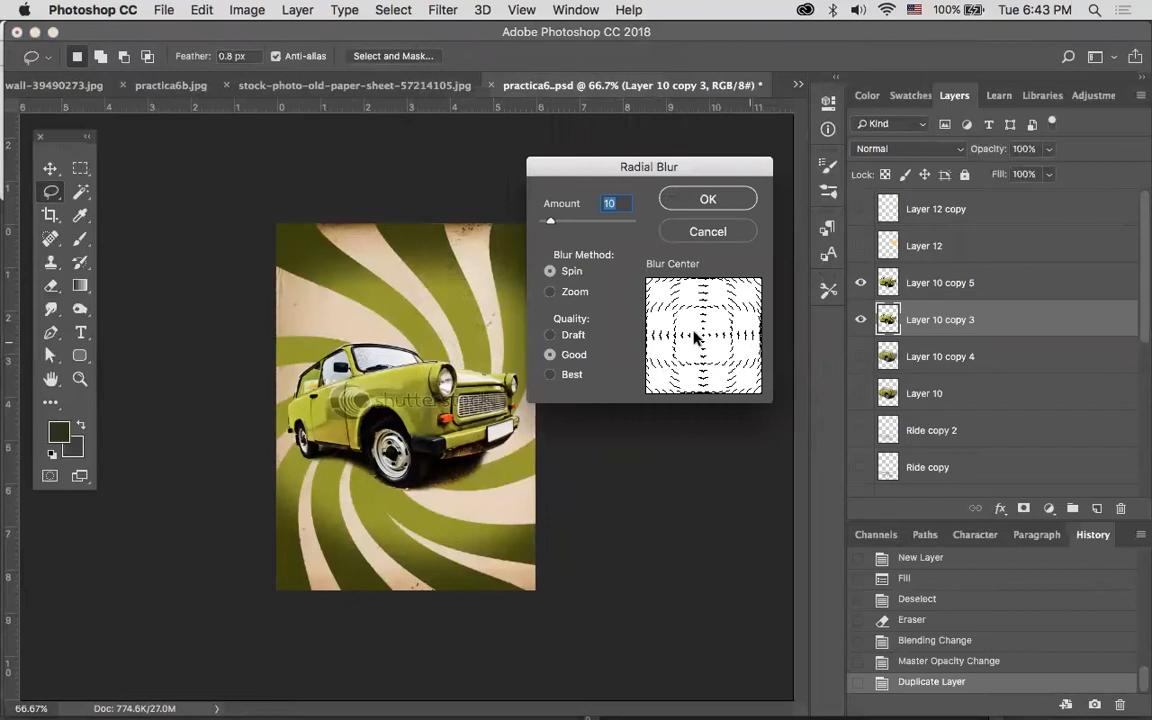 Photoshop CC File Edit Image Layer Type Select Filter 3D View Window Help 100% Tue 6:43 PM
Adobe Photoshop CC 2018
Feather: 0.8 px Anti-alias Select and Mask...
wall-39490273.jpg × practica6b.jpg × stock-photo-old-paper-sheet-57214105.jpg × practica6..psd @ 66.7% (Layer 10 copy 3, RGB/8#) *
Color Swatches Layers Learn Libraries Adjustme
Kind
Normal Opacity: 100%
Lock: Fill: 100%
Layer 12 copy
Layer 12
Layer 10 copy 5
Layer 10 copy 3
Layer 10 copy 4
Layer 10
Ride copy 2
Ride copy
Channels Paths Character Paragraph History
New Layer
Fill
Deselect
Eraser
Blending Change
Master Opacity Change
Duplicate Layer
Radial Blur
Amount 10 OK
Cancel
Blur Method:
Spin
Zoom
Quality:
Draft
Good
Best
Blur Center
shutterstock
66.67% Doc: 774.6K/27.0M